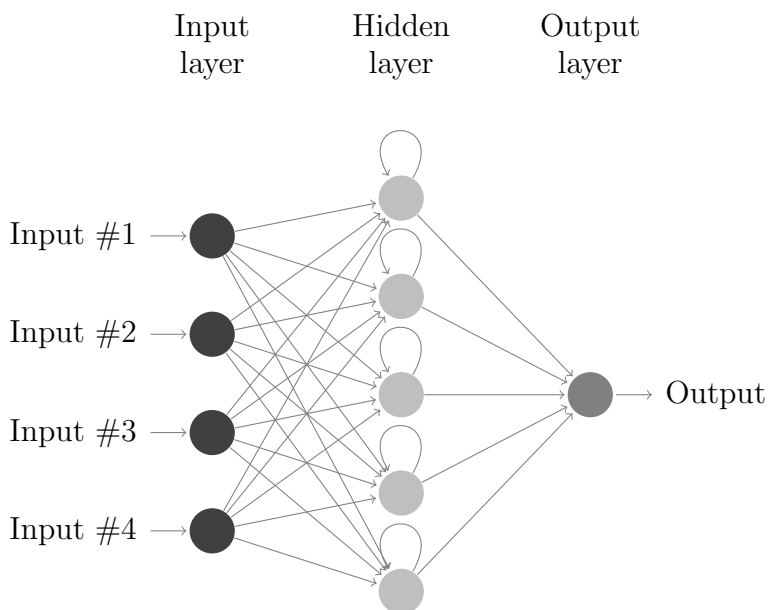 Input
layer
Hidden
layer
Output
layer
Input #1
Input #2
Input #3
Input #4
Output